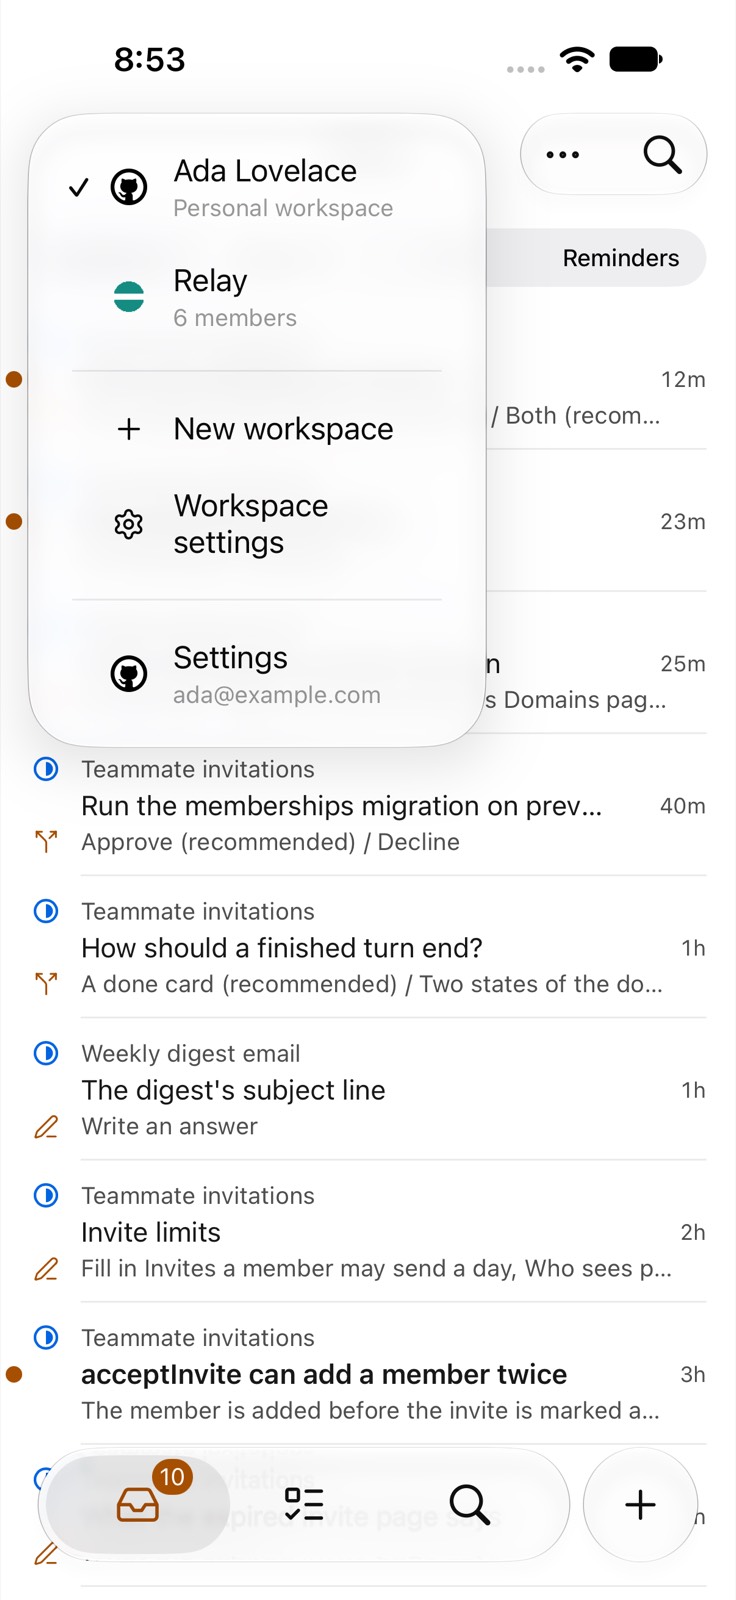 8:53
Ada Lovelace
Personal workspace
Relay
6 members
Reminders
12m
/ Both (recom...
New workspace
23m
Workspace
settings
n
25m
s Domains pag...
Settings
ada@example.com
Teammate invitations
Run the memberships migration on prev...
40m
Approve (recommended) / Decline
Teammate invitations
How should a finished turn end?
1h
A done card (recommended) / Two states of the do...
Weekly digest email
The digest's subject line
1h
Write an answer
Teammate invitations
Invite limits
2h
Fill in Invites a member may send a day, Who sees p...
Teammate invitations
acceptInvite can add a member twice
3h
The member is added before the invite is marked a...
10